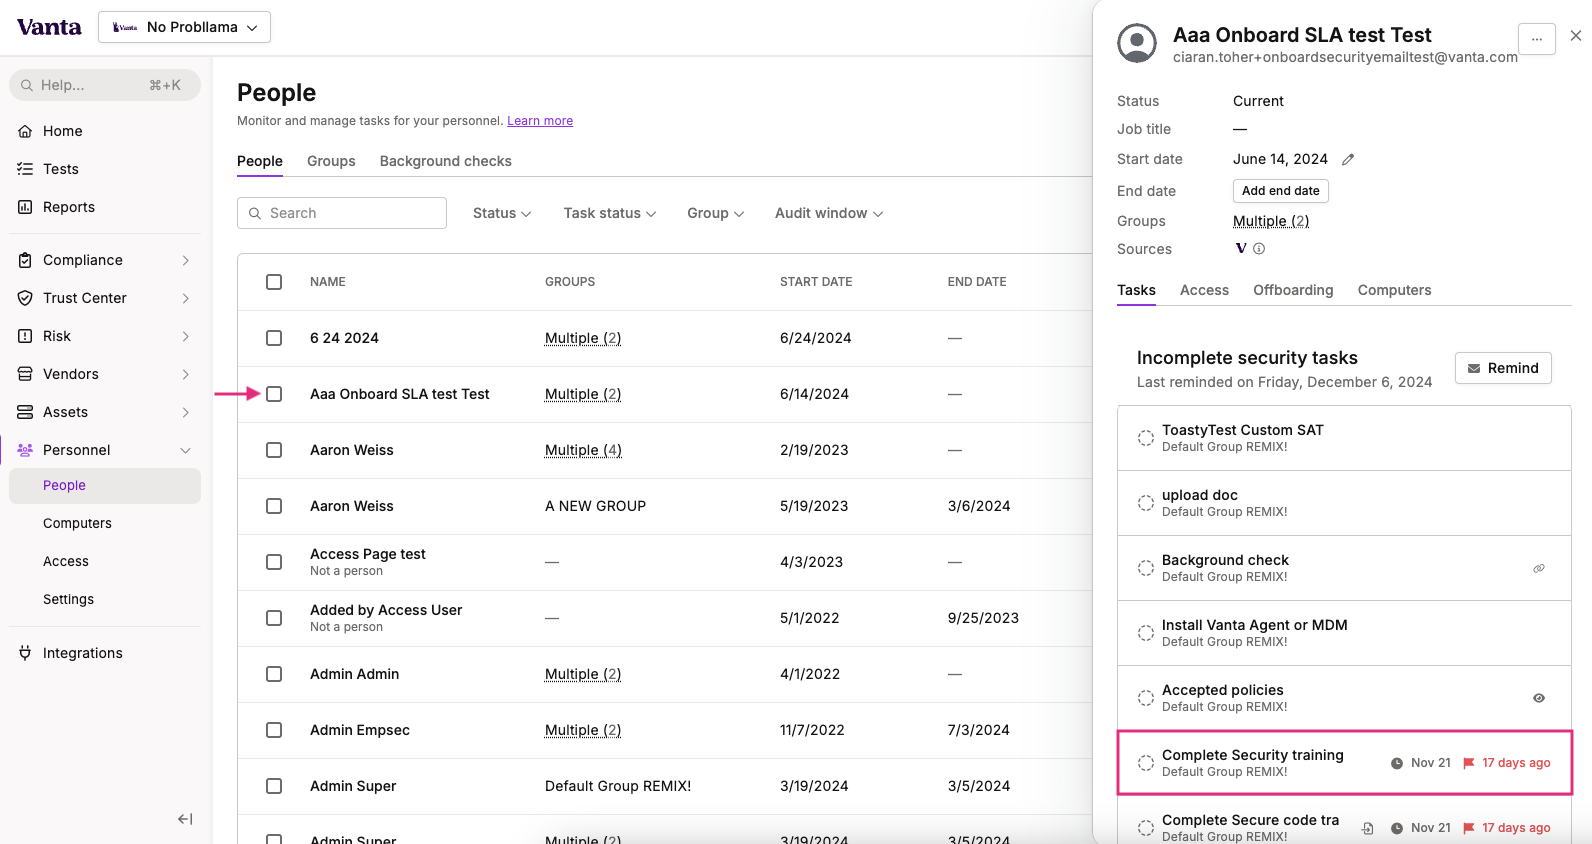 Vanta
Vanta No Probllama
Help... ⌘+K
Home
Tests
Reports
Compliance
Trust Center
Risk
Vendors
Assets
Personnel
People
Computers
Access
Settings
Integrations
People
Monitor and manage tasks for your personnel. Learn more
People Groups Background checks
Search Status Task status Group Audit window
NAME GROUPS START DATE END DATE
6 24 2024 Multiple (2) 6/24/2024 —
Aaa Onboard SLA test Test Multiple (2) 6/14/2024 —
Aaron Weiss Multiple (4) 2/19/2023 —
Aaron Weiss A NEW GROUP 5/19/2023 3/6/2024
Access Page test — 4/3/2023 —
Not a person
Added by Access User — 5/1/2022 9/25/2023
Not a person
Admin Admin Multiple (2) 4/1/2022 —
Admin Empsec Multiple (2) 11/7/2022 7/3/2024
Admin Super Default Group REMIX! 3/19/2024 3/5/2024
Admin Super Multiple (2) 3/19/2024 3/5/2024
Aaa Onboard SLA test Test ...
ciaran.toher+onboardsecurityemailtest@vanta.com
Status Current
Job title —
Start date June 14, 2024
End date Add end date
Groups Multiple (2)
Sources V
Tasks Access Offboarding Computers
Incomplete security tasks Remind
Last reminded on Friday, December 6, 2024
ToastyTest Custom SAT
Default Group REMIX!
upload doc
Default Group REMIX!
Background check
Default Group REMIX!
Install Vanta Agent or MDM
Default Group REMIX!
Accepted policies
Default Group REMIX!
Complete Security training Nov 21 17 days ago
Default Group REMIX!
Complete Secure code tra Nov 21 17 days ago
Default Group REMIX!